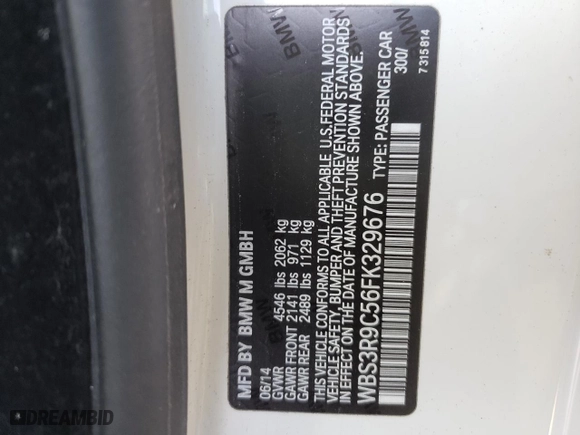 MFD BY BMW M GMBH
06/14
GVWR 4546 lbs 2062 kg
GAWR FRONT 2141 lbs 971 kg
GAWR REAR 2489 lbs 1129 kg
THIS VEHICLE CONFORMS TO ALL APPLICABLE U.S.FEDERAL MOTOR
VEHICLE SAFETY, BUMPER AND THEFT PREVENTION STANDARDS
IN EFFECT ON THE DATE OF MANUFACTURE SHOWN ABOVE.
WBS3R9C56FK329676 TYPE: PASSENGER CAR
300/
7 315 814
BMW
BMW
BMW
DREAMBID